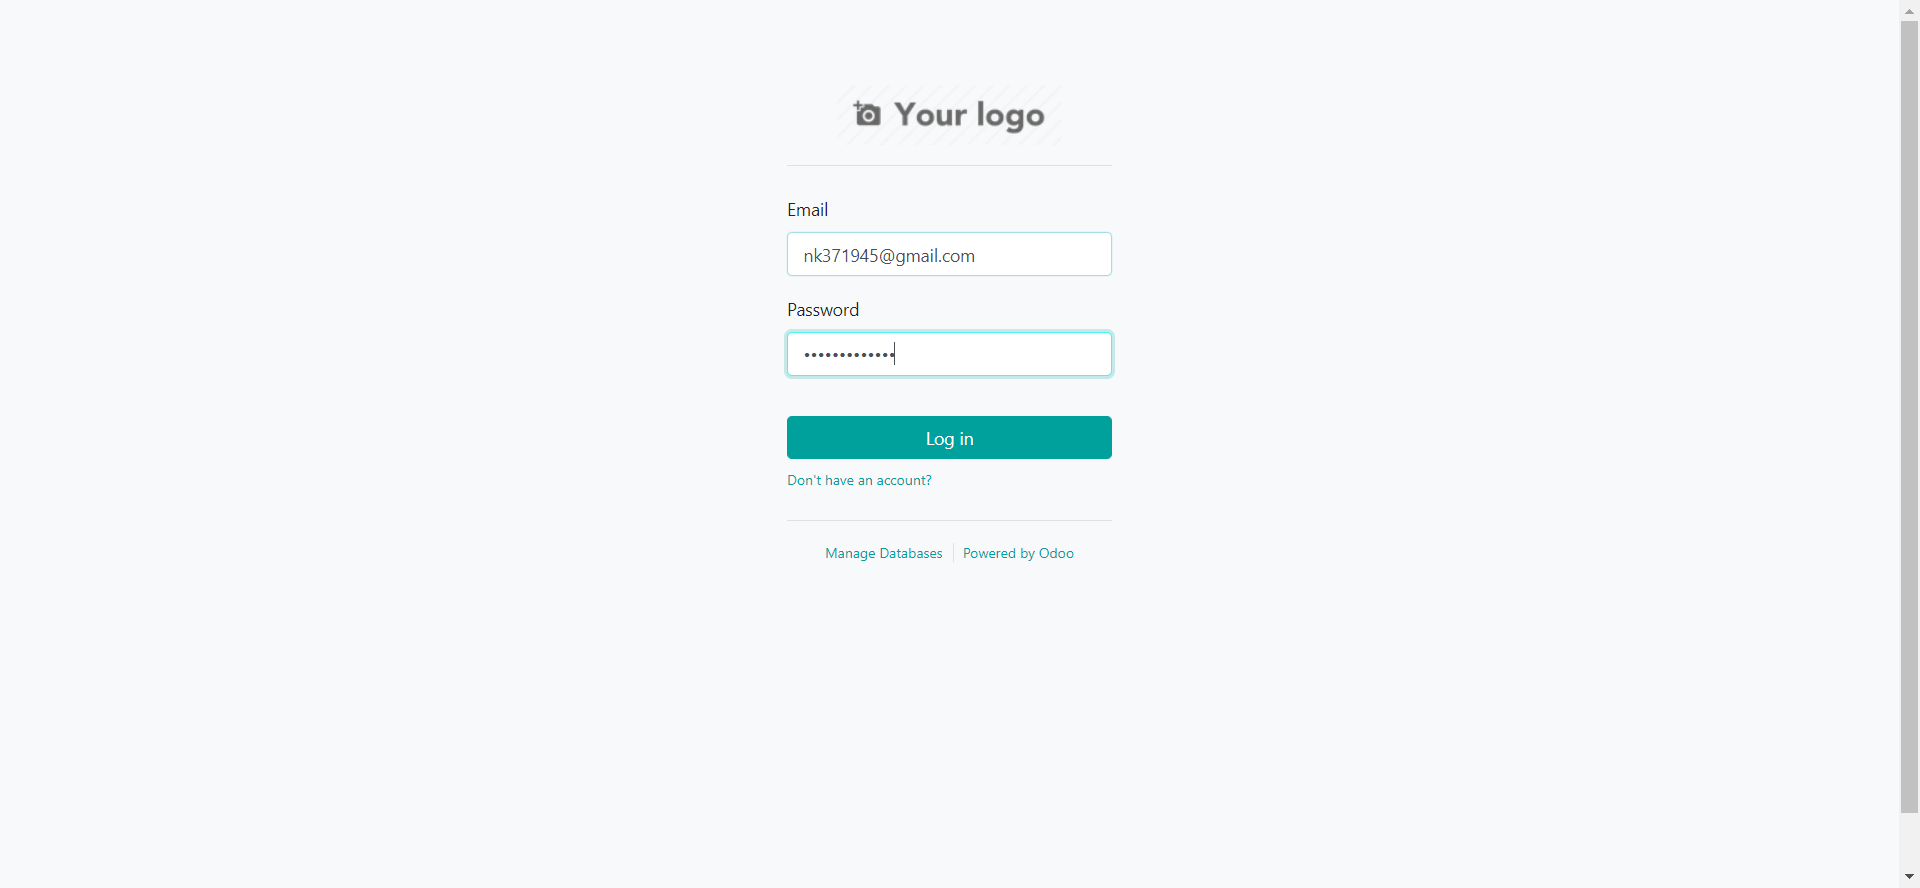 Your logo
Email
nk371945@gmail.com
Password
•••••••••••••
Log in
Don't have an account?
Manage Databases
Powered by Odoo